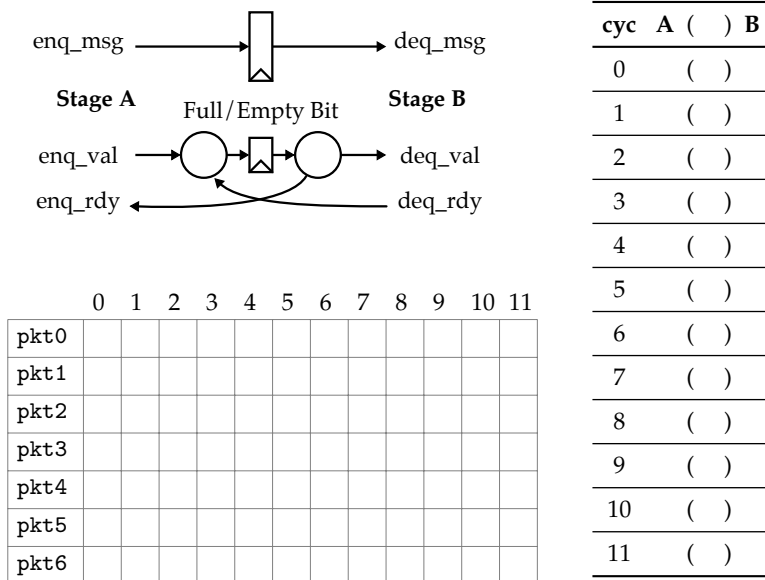 enq_msg deq_msg
Stage A Stage B
Full/Empty Bit
enq_val deq_val
enq_rdy deq_rdy
0 1 2 3 4 5 6 7 8 9 10 11
pkt0
pkt1
pkt2
pkt3
pkt4
pkt5
pkt6
cyc A ( ) B
0 ( )
1 ( )
2 ( )
3 ( )
4 ( )
5 ( )
6 ( )
7 ( )
8 ( )
9 ( )
10 ( )
11 ( )